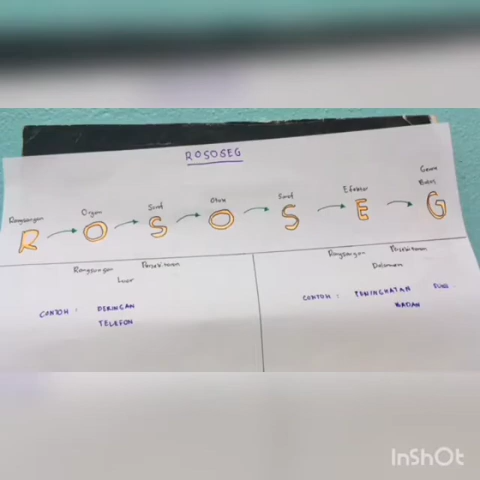 ROSOSEG
Rangsangan Organ Saraf Otak Saraf Efektor Gerak Balas
R O S O S E G
Rangsangan Persekitaran
Luar
CONTOH : DERINGAN
TELEFON
Rangsangan Persekitaran
Dalaman
CONTOH : PENINGKATAN SUHU
BADAN
InShOt